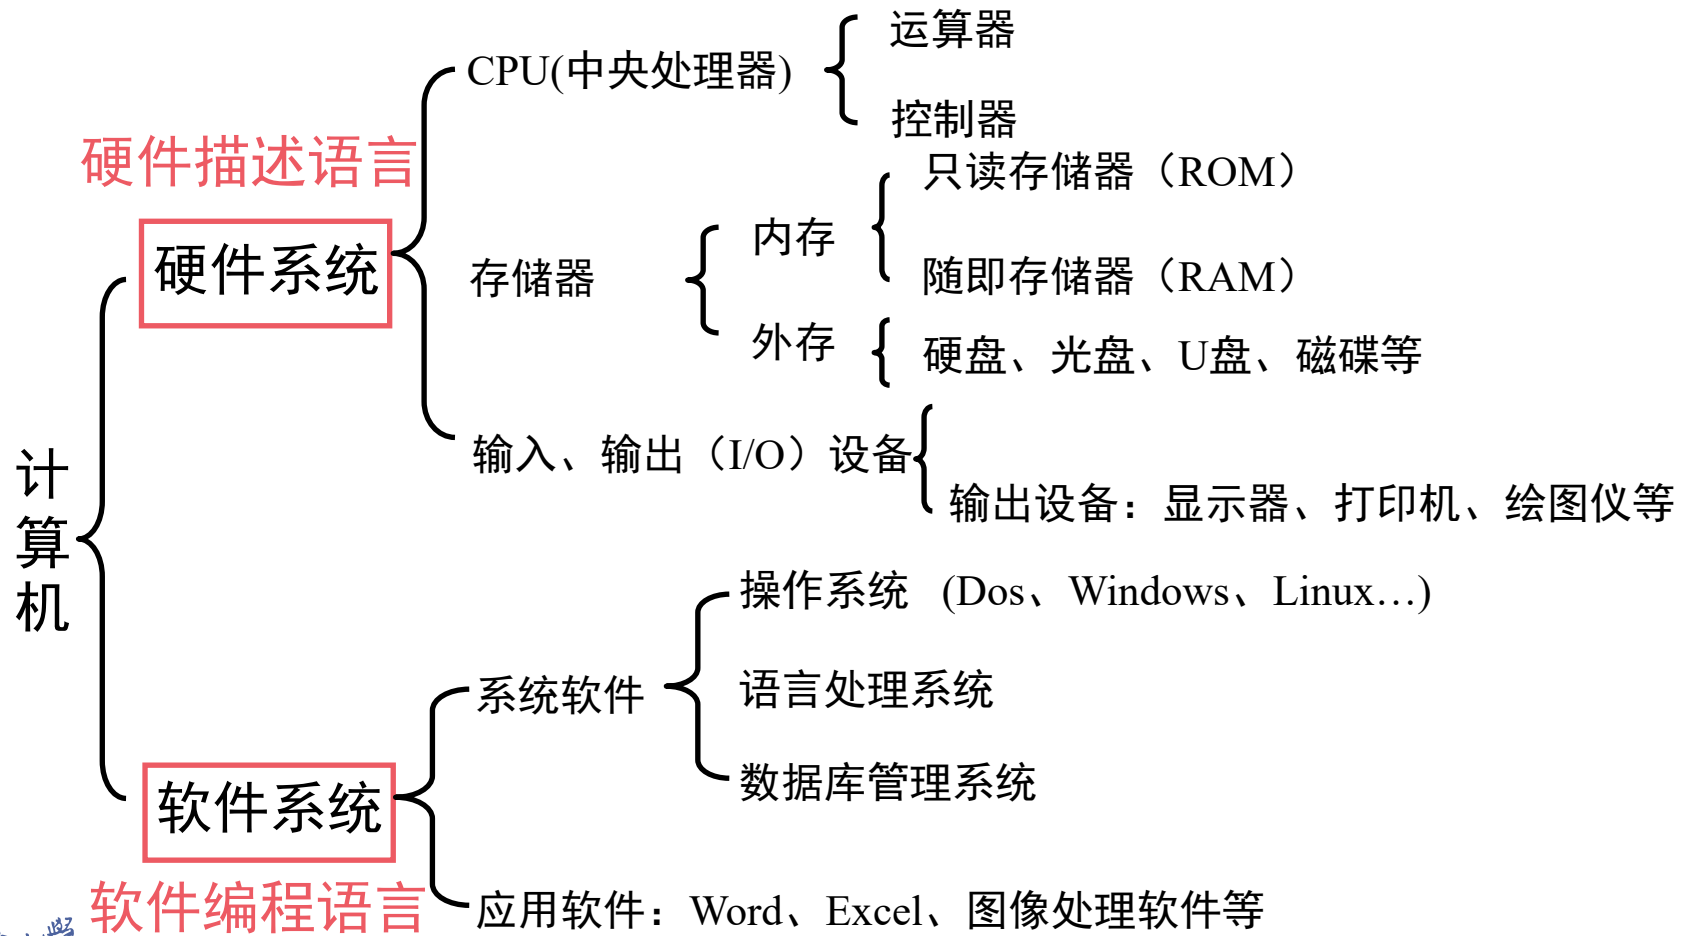 计算机
硬件描述语言
硬件系统
CPU(中央处理器)
运算器
控制器
存储器
内存
只读存储器（ROM）
随即存储器（RAM）
外存
硬盘、光盘、U盘、磁碟等
输入、输出（I/O）设备
输出设备：显示器、打印机、绘图仪等
软件系统
软件编程语言
系统软件
操作系统 (Dos、Windows、Linux…)
语言处理系统
数据库管理系统
应用软件：Word、Excel、图像处理软件等